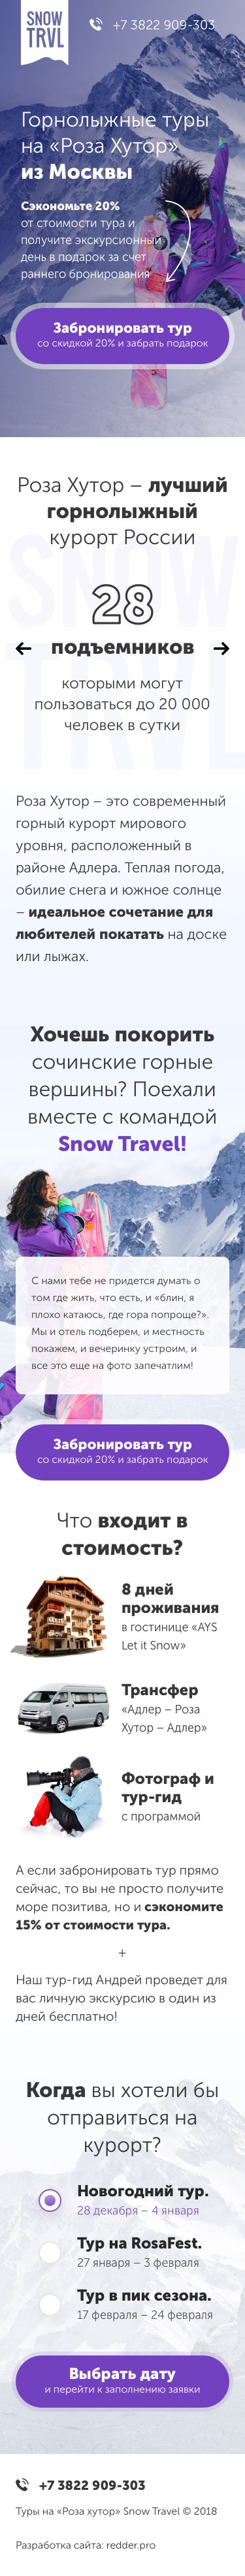 SNOW
TRVL
+7 3822 909-303
Горнолыжные туры
на «Роза Хутор»
из Москвы
Сэкономьте 20%
от стоимости тура и
получите экскурсионный
день в подарок за счет
раннего бронирования
Забронировать тур
со скидкой 20% и забрать подарок
Роза Хутор – лучший
горнолыжный
курорт России
SNOW
TRVL
28
подъемников
которыми могут
пользоваться до 20 000
человек в сутки
Роза Хутор – это современный
горный курорт мирового
уровня, расположенный в
районе Адлера. Теплая погода,
обилие снега и южное солнце
– идеальное сочетание для
любителей покатать на доске
или лыжах.
Хочешь покорить
сочинские горные
вершины? Поехали
вместе с командой
Snow Travel!
С нами тебе не придется думать о
том где жить, что есть, и «блин, я
плохо катаюсь, где гора попроще?».
Мы и отель подберем, и местность
покажем, и вечеринку устроим, и
все это еще на фото запечатлим!
Забронировать тур
со скидкой 20% и забрать подарок
Что входит в
стоимость?
8 дней
проживания
в гостинице «AYS
Let it Snow»
Трансфер
«Адлер – Роза
Хутор – Адлер»
Фотограф и
тур-гид
с программой
А если забронировать тур прямо
сейчас, то вы не просто получите
море позитива, но и сэкономите
15% от стоимости тура.
+
Наш тур-гид Андрей проведет для
вас личную экскурсию в один из
дней бесплатно!
Когда вы хотели бы
отправиться на
курорт?
Новогодний тур.
28 декабря – 4 января
Тур на RosaFest.
27 января – 3 февраля
Тур в пик сезона.
17 февраля – 24 февраля
Выбрать дату
и перейти к заполнению заявки
+7 3822 909-303
Туры на «Роза хутор» Snow Travel © 2018
Разработка сайта: redder.pro